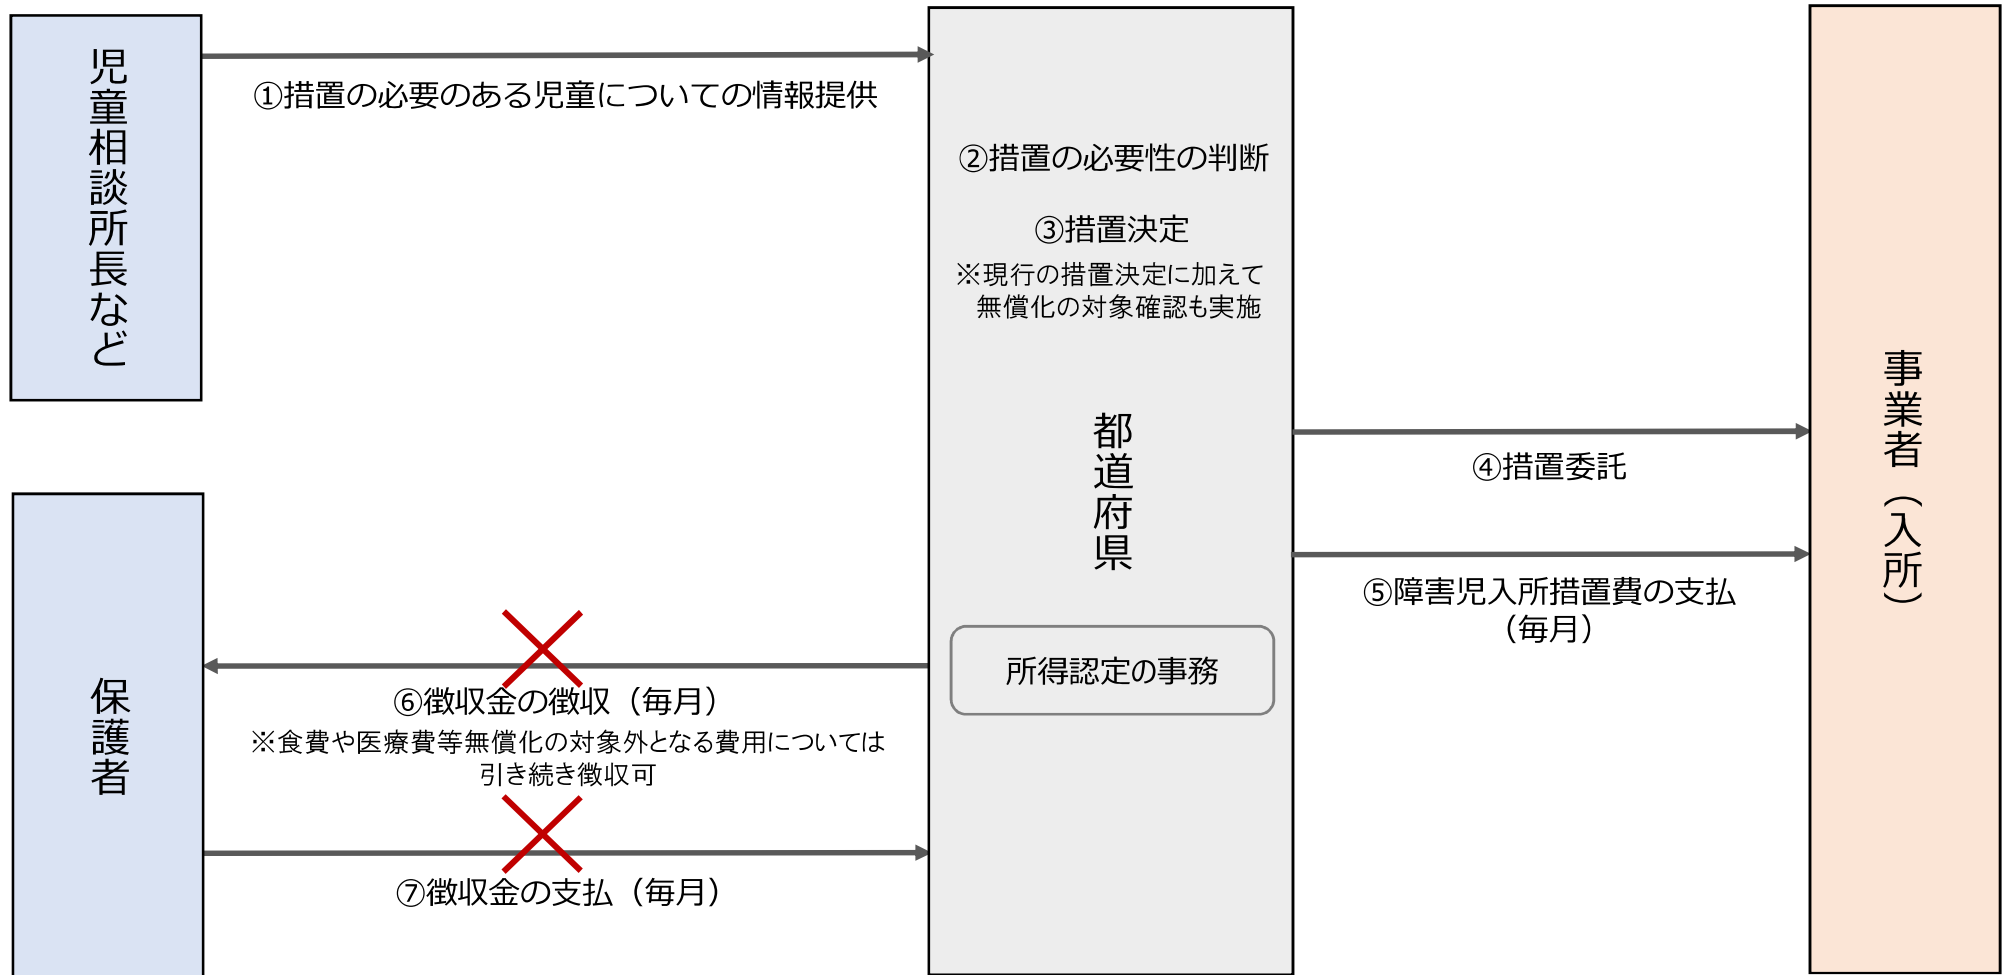 児童相談所長など
①措置の必要のある児童についての情報提供
②措置の必要性の判断
③措置決定
※現行の措置決定に加えて
無償化の対象確認も実施
都道府県
事業者（入所）
④措置委託
⑤障害児入所措置費の支払
（毎月）
所得認定の事務
保護者
⑥徴収金の徴収（毎月）
※食費や医療費等無償化の対象外となる費用については
引き続き徴収可
⑦徴収金の支払（毎月）